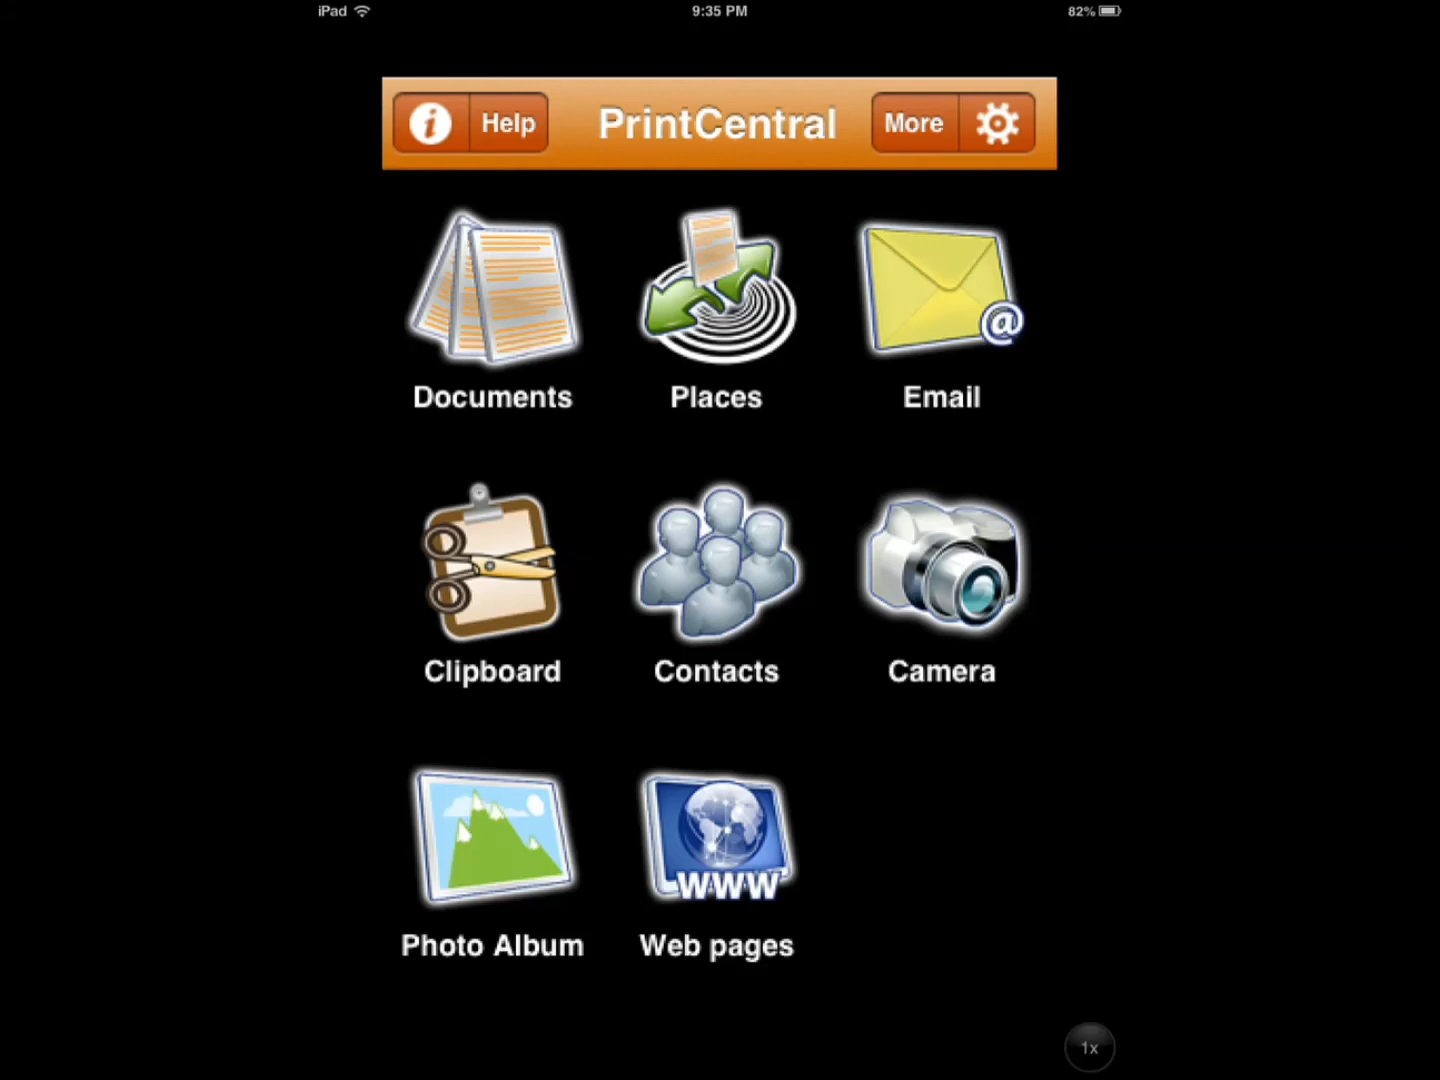 iPad 9:35 PM 82%
i Help PrintCentral More
Documents Places Email
@
Clipboard Contacts Camera
www
Photo Album Web pages
1x